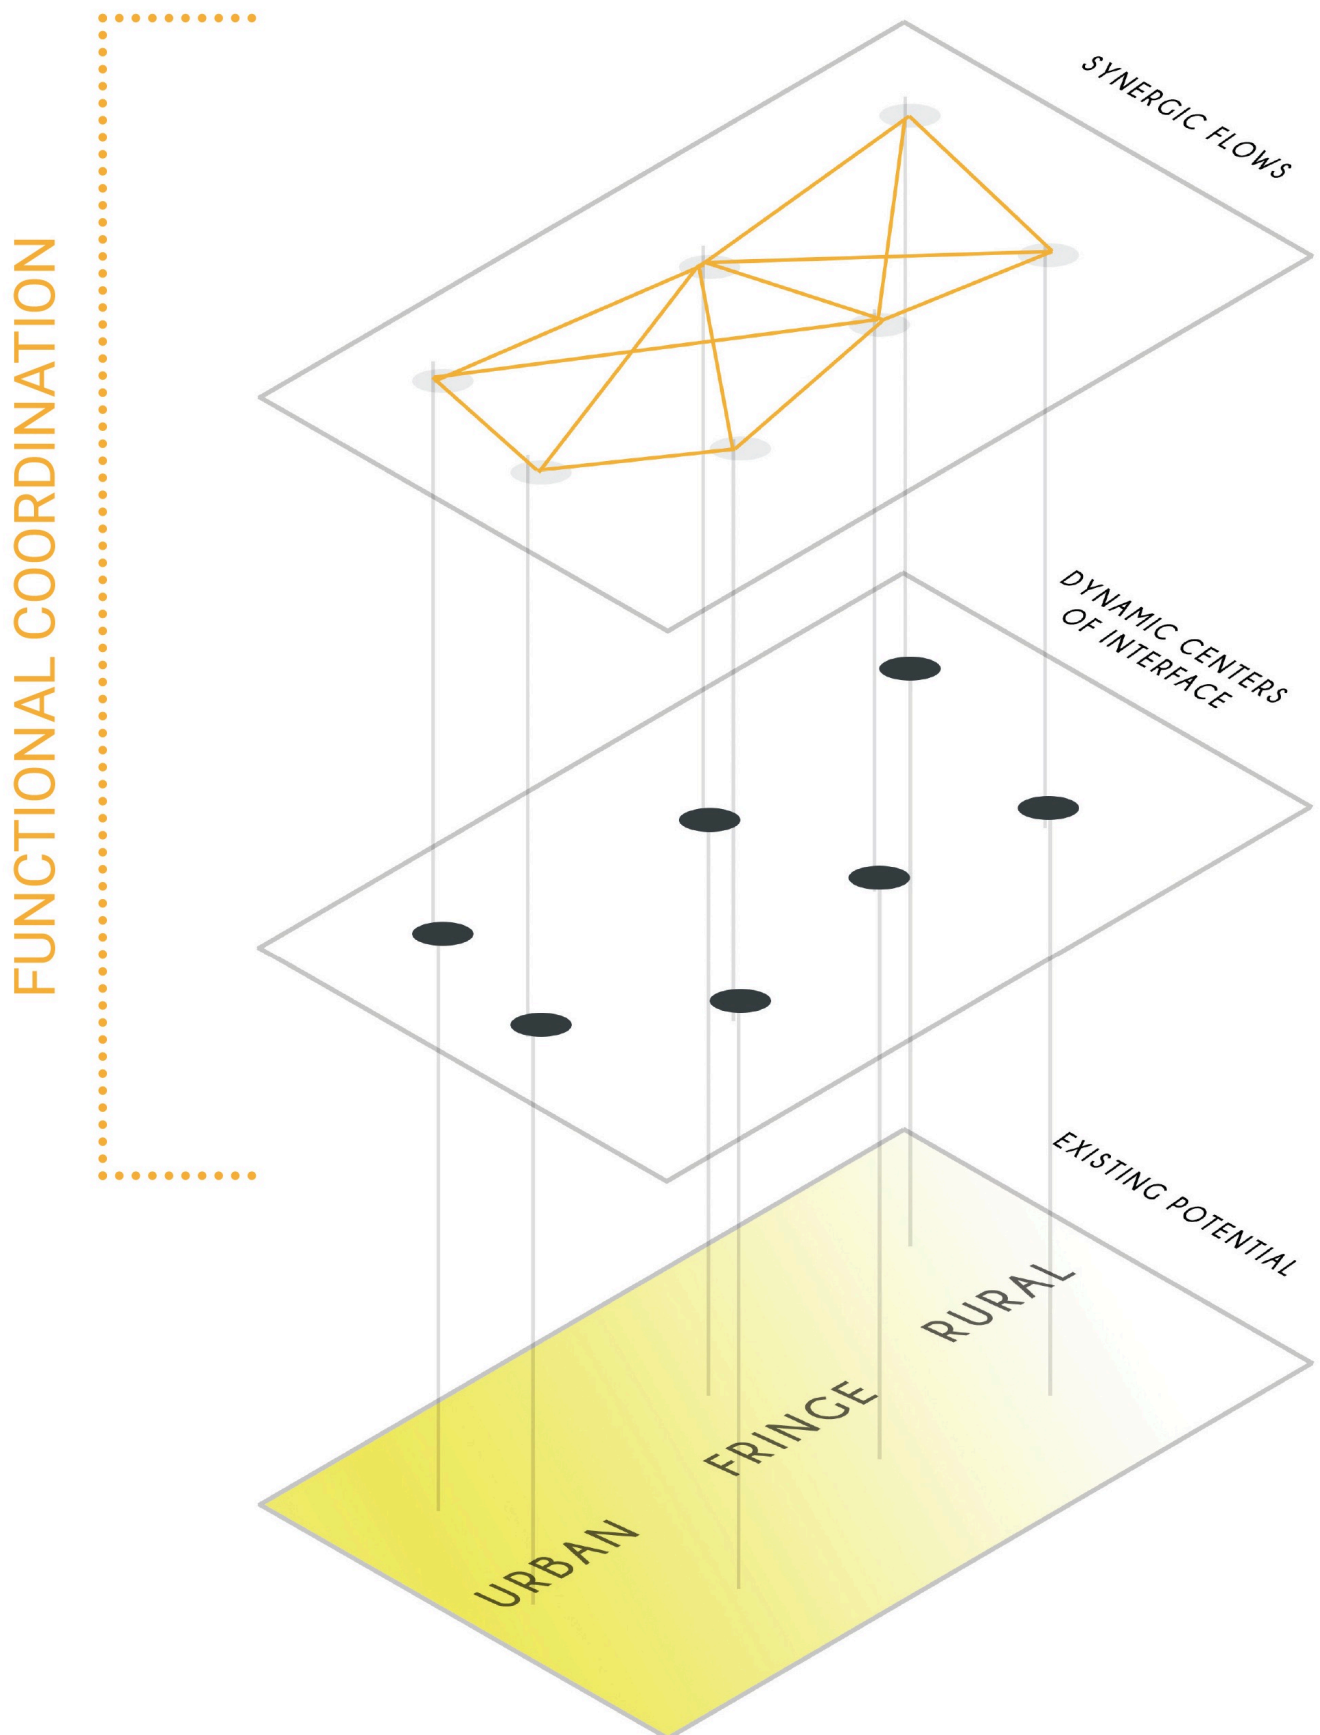 FUNCTIONAL COORDINATION
SYNERGIC FLOWS
DYNAMIC CENTERS
OF INTERFACE
EXISTING POTENTIAL
RURAL
FRINGE
URBAN